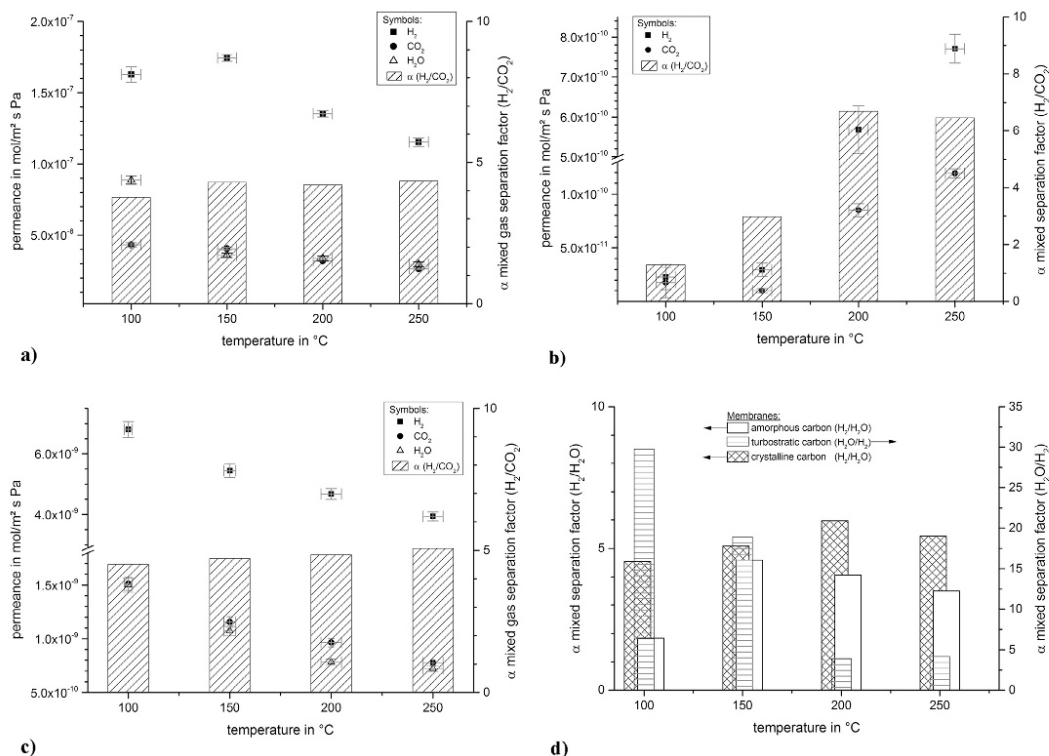 2.0x10⁻⁷
1.5x10⁻⁷
1.0x10⁻⁷
5.0x10⁻⁸
permeance in mol/m² s Pa
Symbols:
H₂
CO₂
H₂O
α (H₂/CO₂)
10
5
0
α mixed gas separation factor (H₂/CO₂)
100 150 200 250
temperature in °C
a)
8.0x10⁻¹⁰
7.0x10⁻¹⁰
6.0x10⁻¹⁰
5.0x10⁻¹⁰
1.0x10⁻¹⁰
5.0x10⁻¹¹
permeance in mol/m² s Pa
Symbols:
H₂
CO₂
α (H₂/CO₂)
10
8
6
4
2
0
α mixed separation factor (H₂/CO₂)
100 150 200 250
temperature in °C
b)
6.0x10⁻⁹
4.0x10⁻⁹
1.5x10⁻⁹
1.0x10⁻⁹
5.0x10⁻¹⁰
permeance in mol/m² s Pa
Symbols:
H₂
CO₂
H₂O
α (H₂/CO₂)
10
5
0
α mixed gas separation factor (H₂/CO₂)
100 150 200 250
temperature in °C
c)
10
5
0
α mixed separation factor (H₂/H₂O)
Membranes:
amorphous carbon (H₂/H₂O)
turbostratic carbon (H₂O/H₂)
crystalline carbon (H₂/H₂O)
35
30
25
20
15
10
5
0
α mixed separation factor (H₂O/H₂)
100 150 200 250
temperature in °C
d)